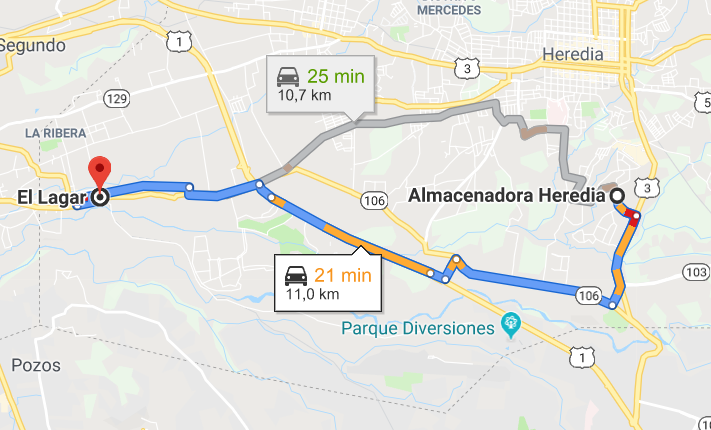 MERCEDES
Segundo
1
Heredia
3
25 min
10,7 km
129
5
LA RIBERA
3
El Lagar
106
Almacenadora Heredia
21 min
11,0 km
103
106
Parque Diversiones
1
Pozos
10